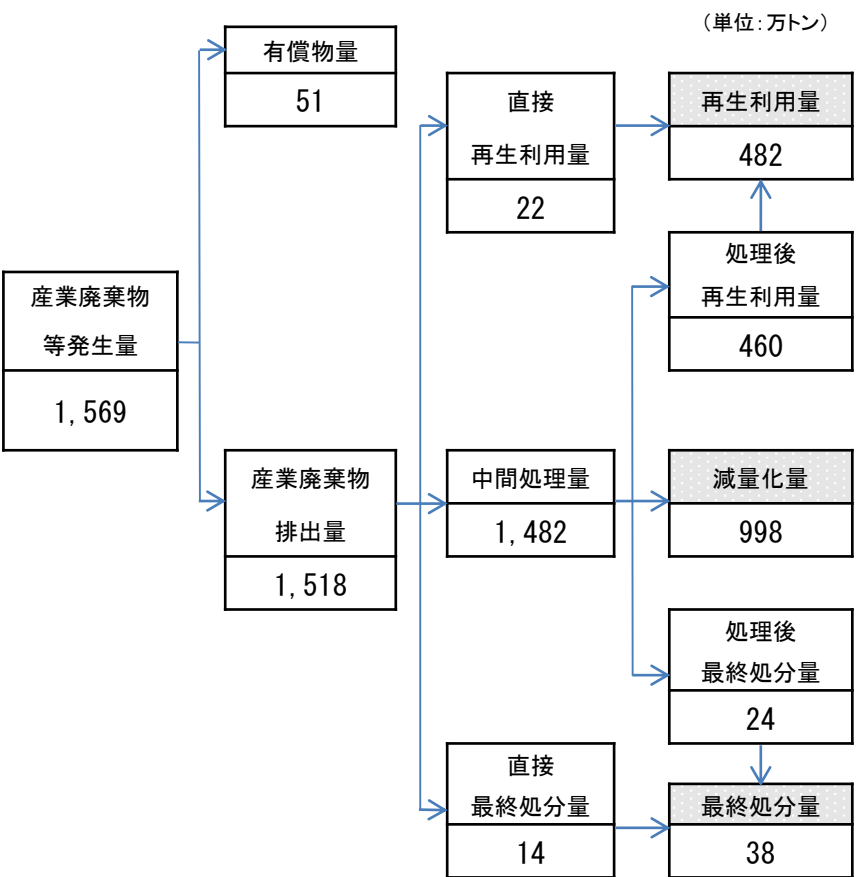 （単位：万トン）
有償物量
51
直接
再生利用量
22
再生利用量
482
処理後
再生利用量
460
産業廃棄物
等発生量
1,569
産業廃棄物
排出量
1,518
中間処理量
1,482
減量化量
998
処理後
最終処分量
24
直接
最終処分量
14
最終処分量
38